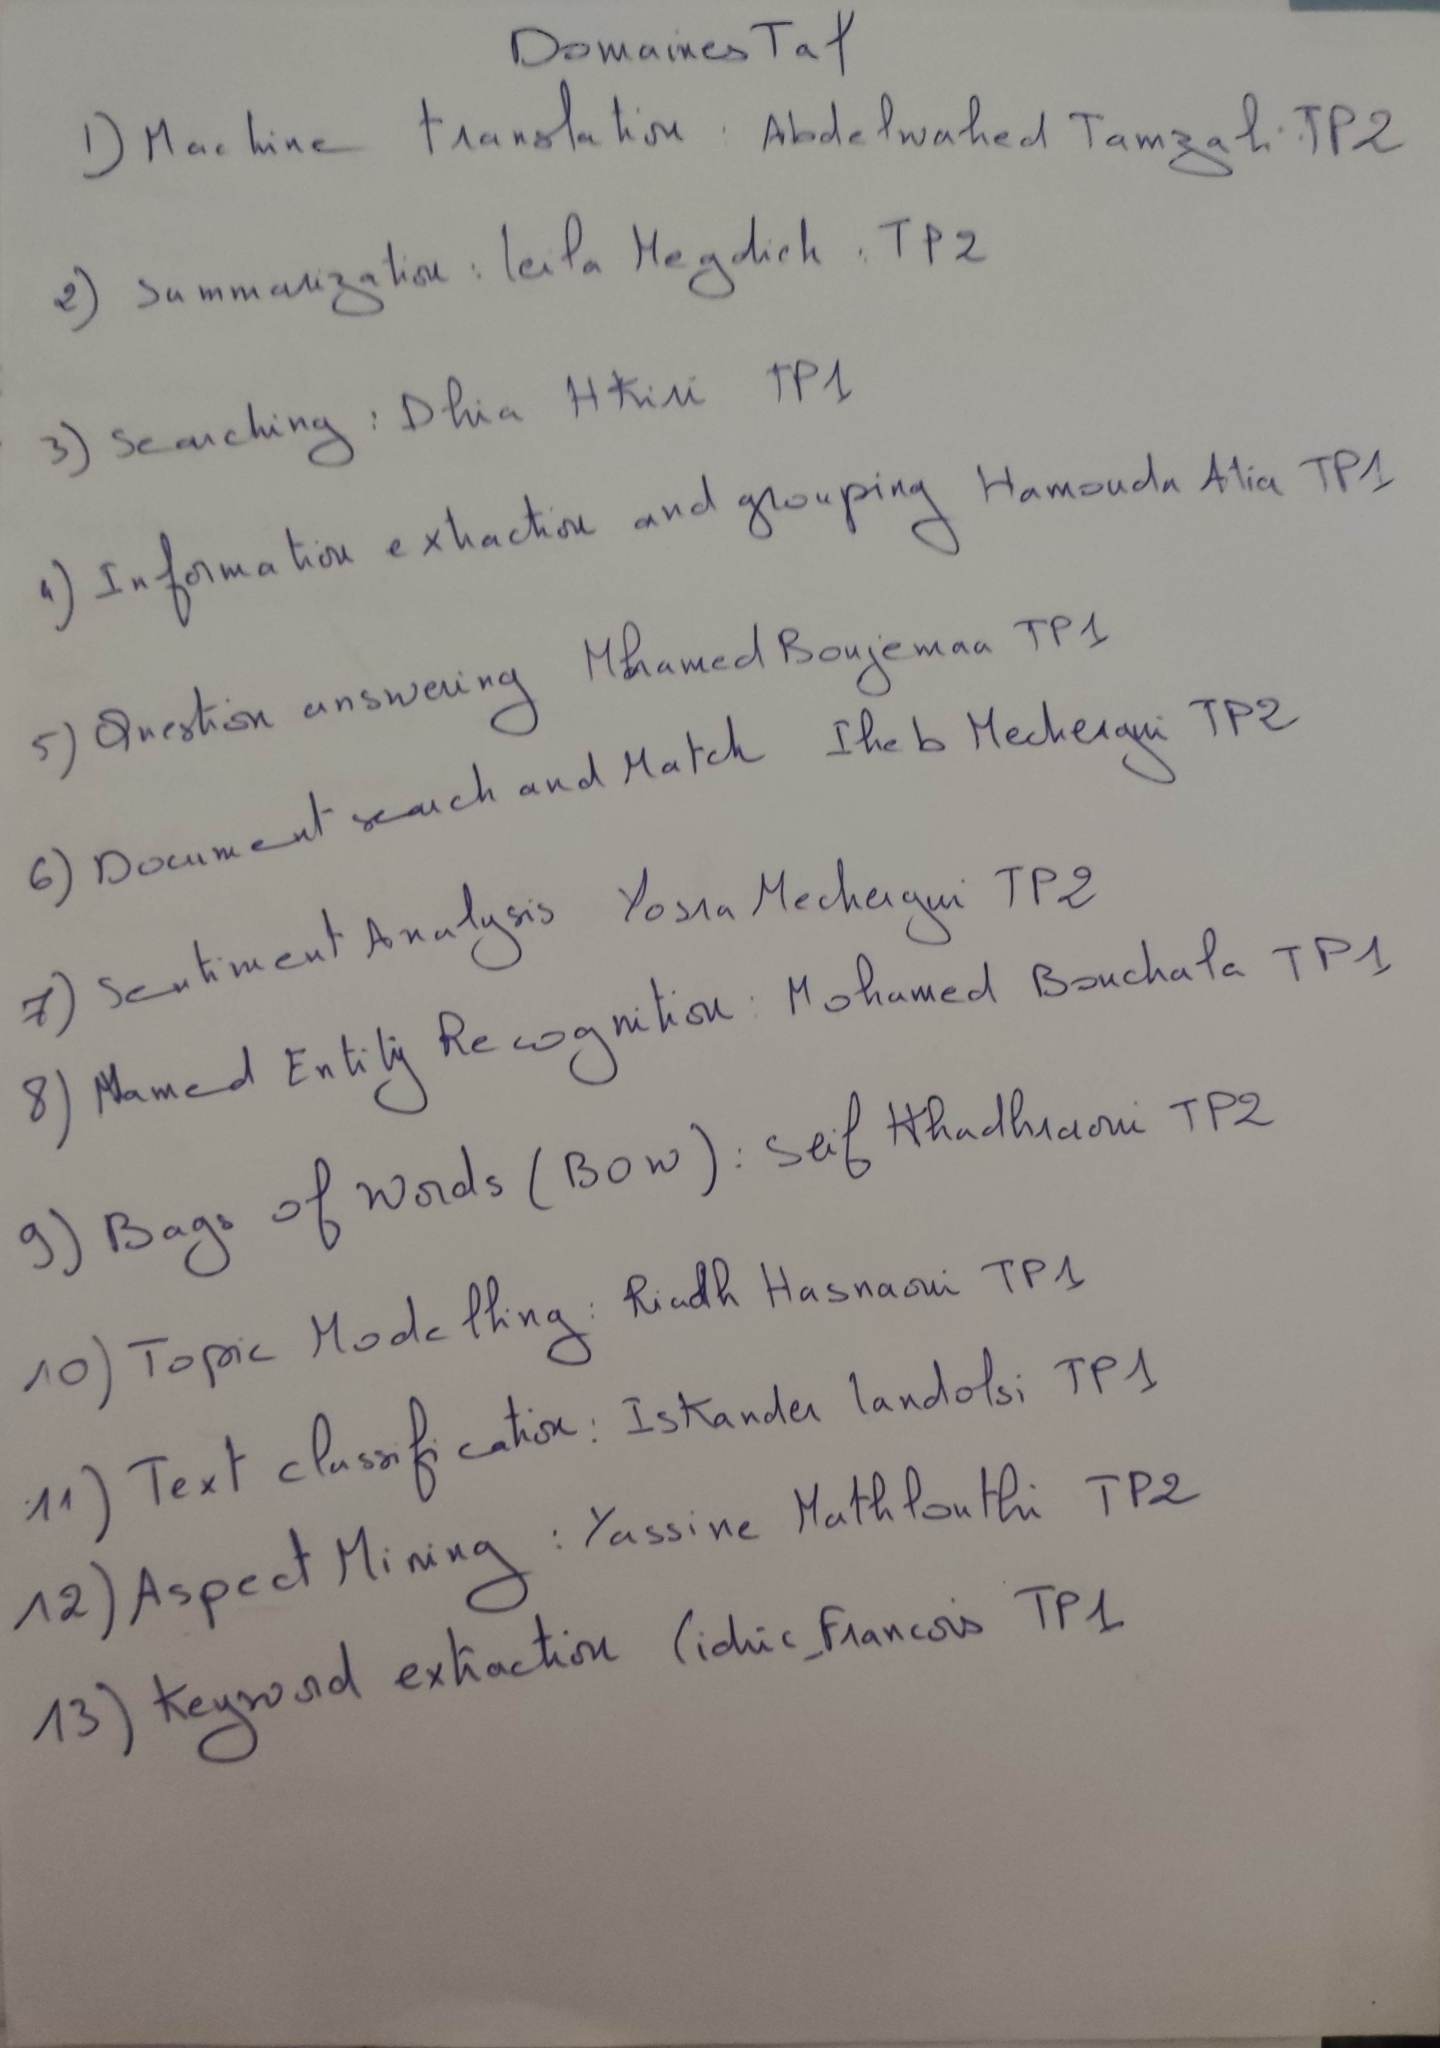 Domaines Taf
1) Machine translation : Abdelwahed Tamzah. TP2
2) Summarization : leila Megdich : TP2
3) Searching : Dhia HKiri TP1
4) Information extraction and grouping Hamouda Alia TP1
5) Question answering Mhamed Boujemaa TP1
6) Document search and Match Iheb Mechergui TP2
7) Sentiment Analysis Yosra Mechergui TP2
8) Named Entity Recognition : Mohamed Bouchala TP1
9) Bags of words (BOW) : Seif Khadhraoui TP2
10) Topic Modelling : Riadh Hasnaoui TP1
11) Text classification : Iskander landolsi TP1
12) Aspect Mining : Yassine Mathlouthi TP2
13) Keyword extraction Francois TP1